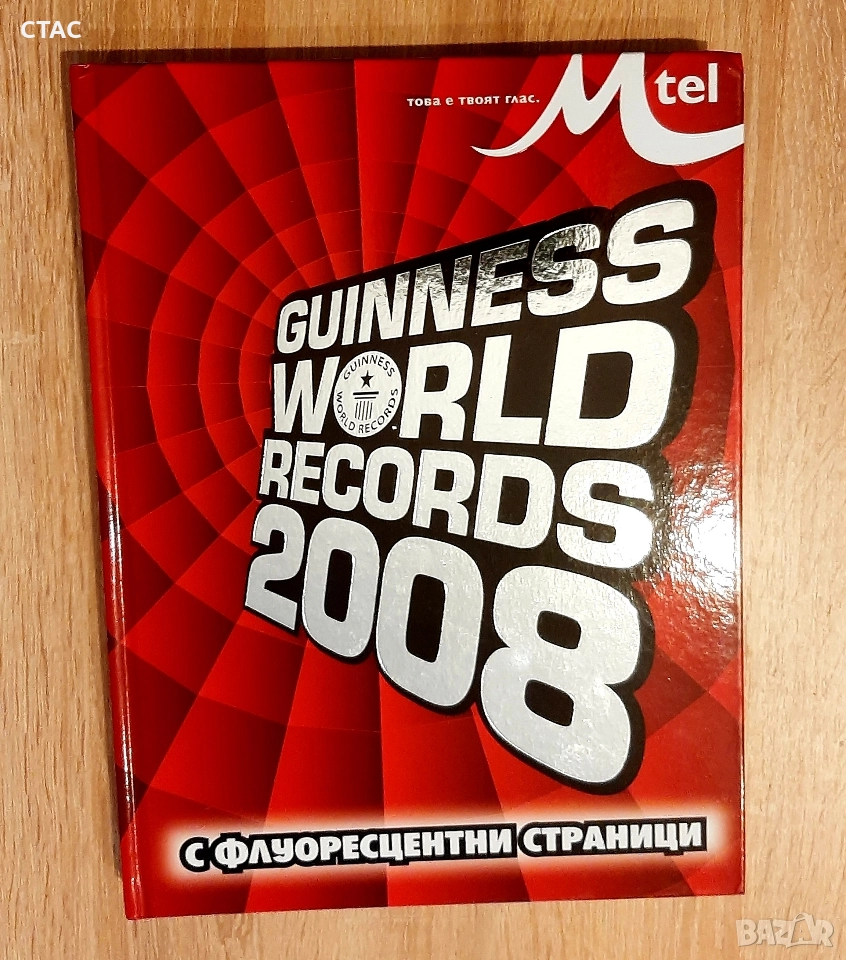 СТАС
това е твоят глас.
Mtel
GUINNESS
WORLD
GUINNESS
WORLD RECORDS
RECORDS
2008
С ФЛУОРЕСЦЕНТНИ СТРАНИЦИ
BAZAR